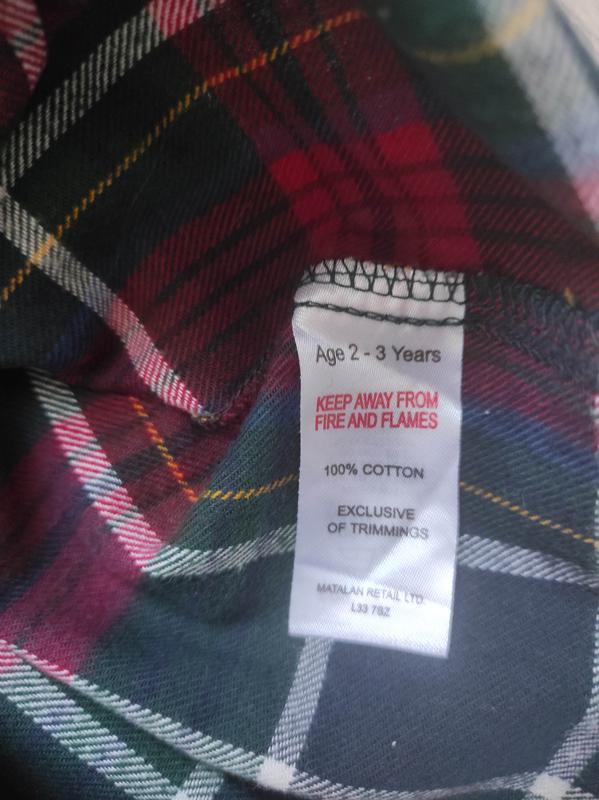 Age 2 - 3 Years
KEEP AWAY FROM
FIRE AND FLAMES
100% COTTON
EXCLUSIVE
OF TRIMMINGS
MATALAN RETAIL LTD.
L33 7SZ